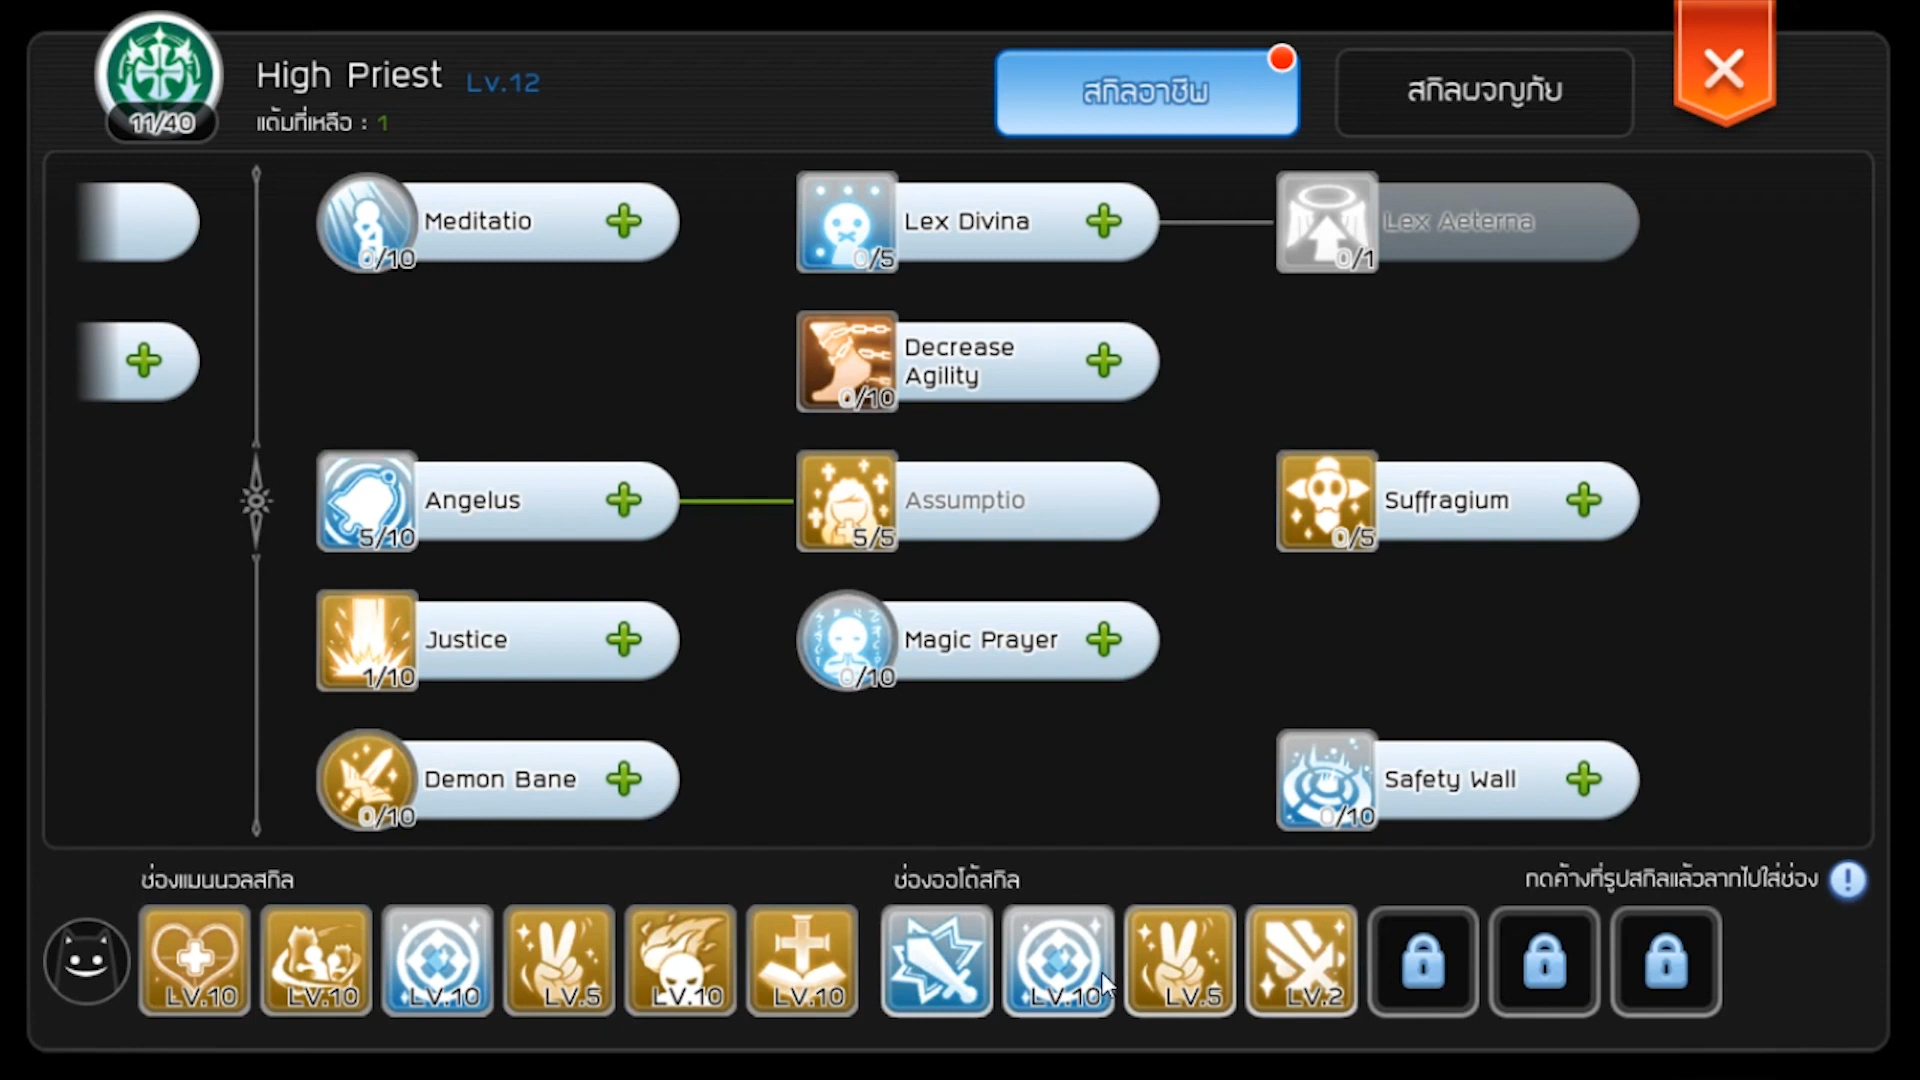 High Priest Lv.12
11/40
แต้มที่เหลือ : 1
สกิลอาชีพ
สกิลผจญภัย
Meditatio
0/10
Lex Divina
0/5
Lex Aeterna
0/1
Decrease
Agility
0/10
Angelus
5/10
Assumptio
5/5
Suffragium
0/5
Justice
1/10
Magic Prayer
0/10
Demon Bane
0/10
Safety Wall
0/10
ช่องแมนนวลสกิล
ช่องออโต้สกิล
กดค้างที่รูปสกิลแล้วลากไปใส่ช่อง
LV.10
LV.10
LV.10
LV.5
LV.10
LV.10
LV.10
LV.5
LV.2